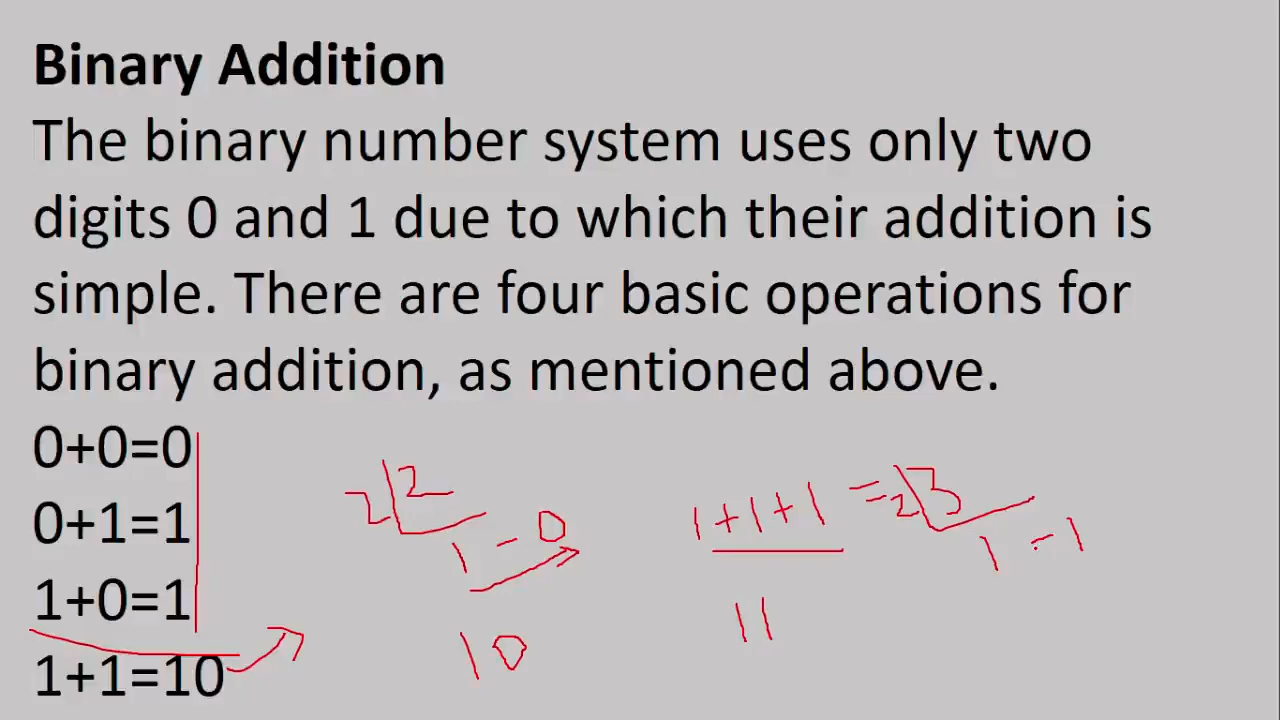 Binary Addition
The binary number system uses only two
digits 0 and 1 due to which their addition is
simple. There are four basic operations for
binary addition, as mentioned above.
0+0=0
0+1=1
1+0=1
1+1=10
2 2
1 - 0
10
1+1+1 = 2 3
1 - 1
11